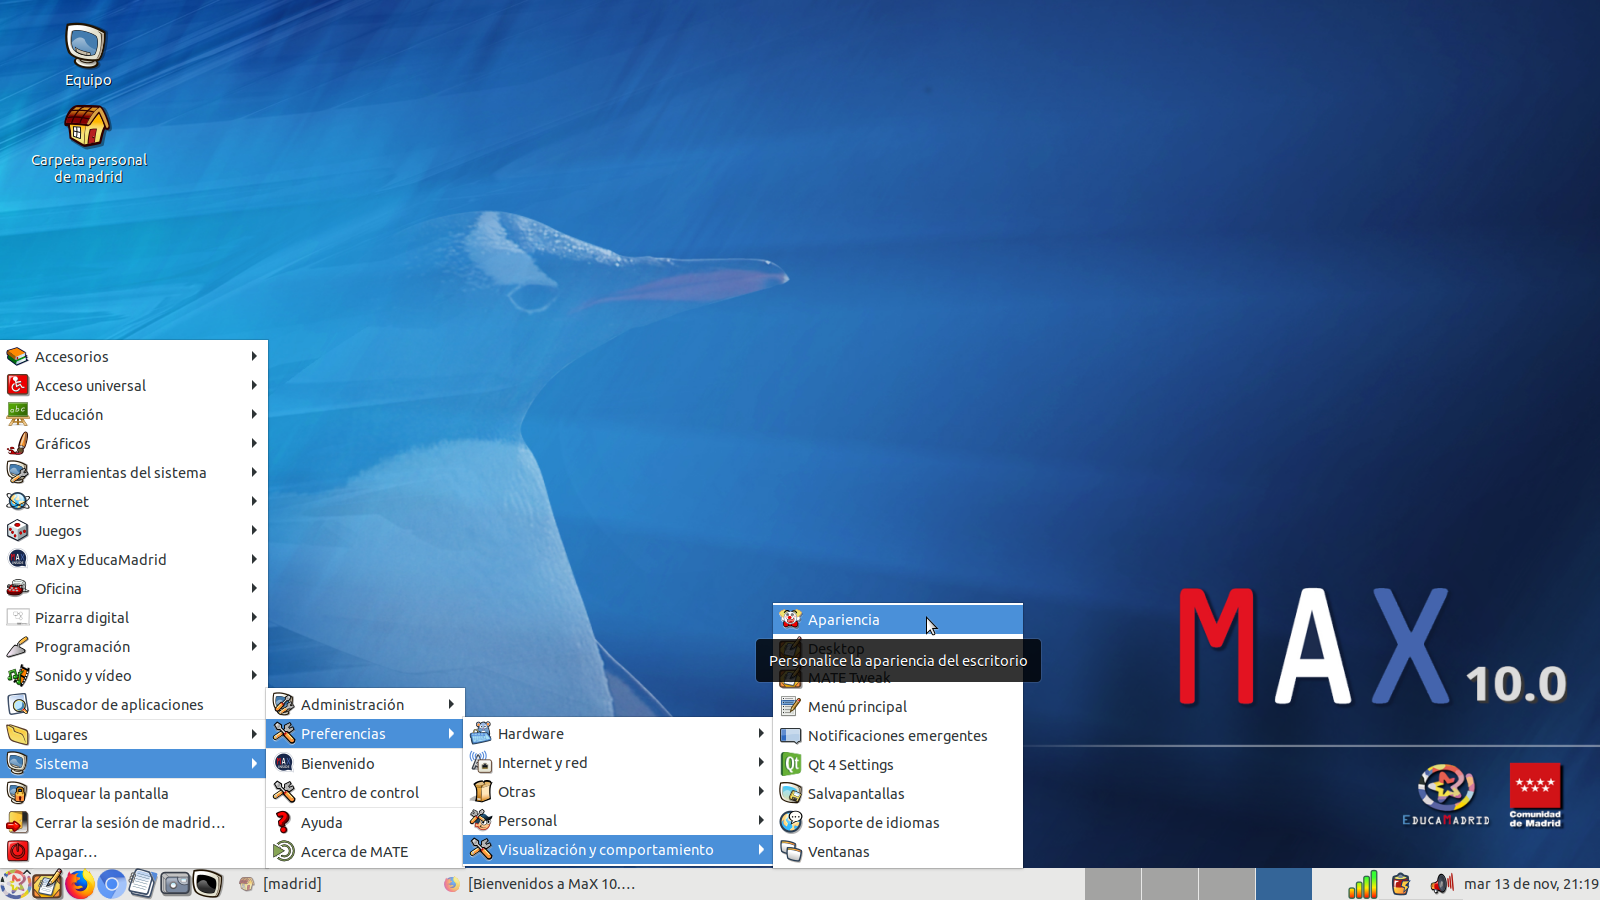 Equipo
Carpeta personal
de madrid
Accesorios
Acceso universal
Educación
Gráficos
Herramientas del sistema
Internet
Juegos
MaX y EducaMadrid
Oficina
Pizarra digital
Programación
Sonido y vídeo
Buscador de aplicaciones
Lugares
Sistema
Bloquear la pantalla
Cerrar la sesión de madrid...
Apagar...
Administración
Preferencias
Bienvenido
Centro de control
Ayuda
Acerca de MATE
Hardware
Internet y red
Otras
Personal
Visualización y comportamiento
Apariencia
Desktop
Personalice la apariencia del escritorio
MATE Tweak
Menú principal
Notificaciones emergentes
Qt 4 Settings
Salvapantallas
Soporte de idiomas
Ventanas
MAX 10.0
EDUCAMADRID
Comunidad
de Madrid
[madrid]
[Bienvenidos a MaX 10....
mar 13 de nov, 21:19